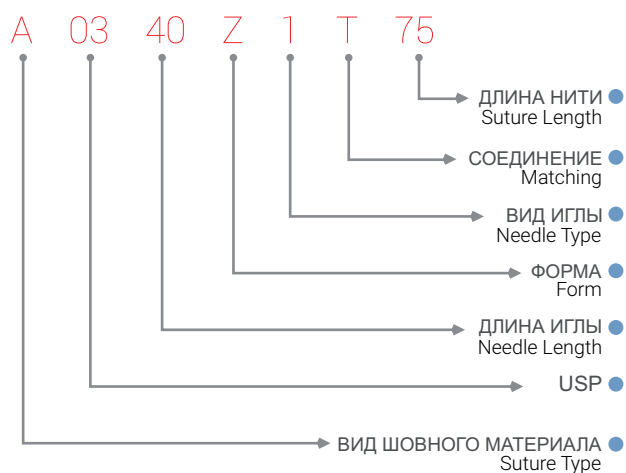 A 03 40 Z 1 T 75
ДЛИНА НИТИ
Suture Length
СОЕДИНЕНИЕ
Matching
ВИД ИГЛЫ
Needle Type
ФОРМА
Form
ДЛИНА ИГЛЫ
Needle Length
USP
ВИД ШОВНОГО МАТЕРИАЛА
Suture Type